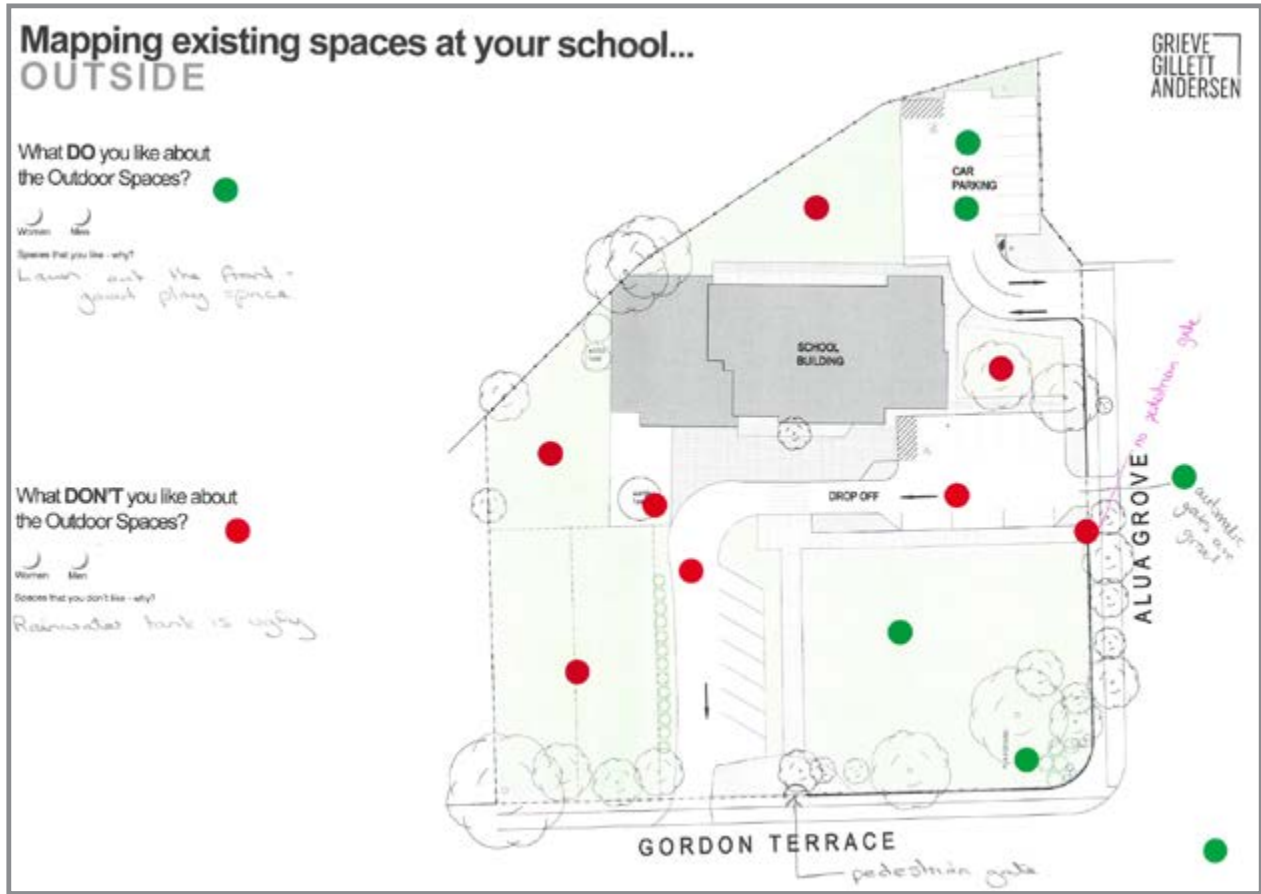 Mapping existing spaces at your school...
OUTSIDE
GRIEVE
GILLETT
ANDERSEN
What DO you like about
the Outdoor Spaces?
Women Men
Spaces that you like - why?
Lawn out the front -
good play space
What DON'T you like about
the Outdoor Spaces?
Women Men
Spaces that you don't like - why?
Rainwater tank is ugly
CAR
PARKING
SCHOOL
BUILDING
DROP OFF
no pedestrian gate
ALUA GROVE
automatic
gates are
great
GORDON TERRACE
pedestrian gate